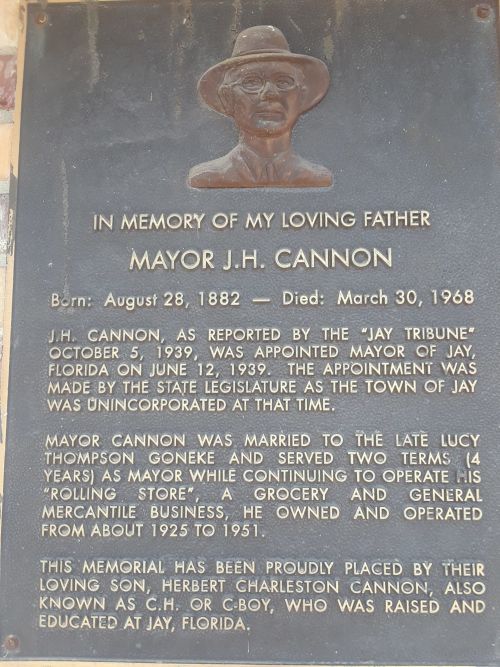 IN MEMORY OF MY LOVING FATHER
MAYOR J.H. CANNON
Born: August 28, 1882 — Died: March 30, 1968
J.H. CANNON, AS REPORTED BY THE "JAY TRIBUNE"
OCTOBER 5, 1939, WAS APPOINTED MAYOR OF JAY,
FLORIDA ON JUNE 12, 1939. THE APPOINTMENT WAS
MADE BY THE STATE LEGISLATURE AS THE TOWN OF JAY
WAS UNINCORPORATED AT THAT TIME.
MAYOR CANNON WAS MARRIED TO THE LATE LUCY
THOMPSON GONEKE AND SERVED TWO TERMS (4
YEARS) AS MAYOR WHILE CONTINUING TO OPERATE HIS
"ROLLING STORE", A GROCERY AND GENERAL
MERCANTILE BUSINESS, HE OWNED AND OPERATED
FROM ABOUT 1925 TO 1951.
THIS MEMORIAL HAS BEEN PROUDLY PLACED BY THEIR
LOVING SON, HERBERT CHARLESTON CANNON, ALSO
KNOWN AS C.H. OR C-BOY, WHO WAS RAISED AND
EDUCATED AT JAY, FLORIDA.